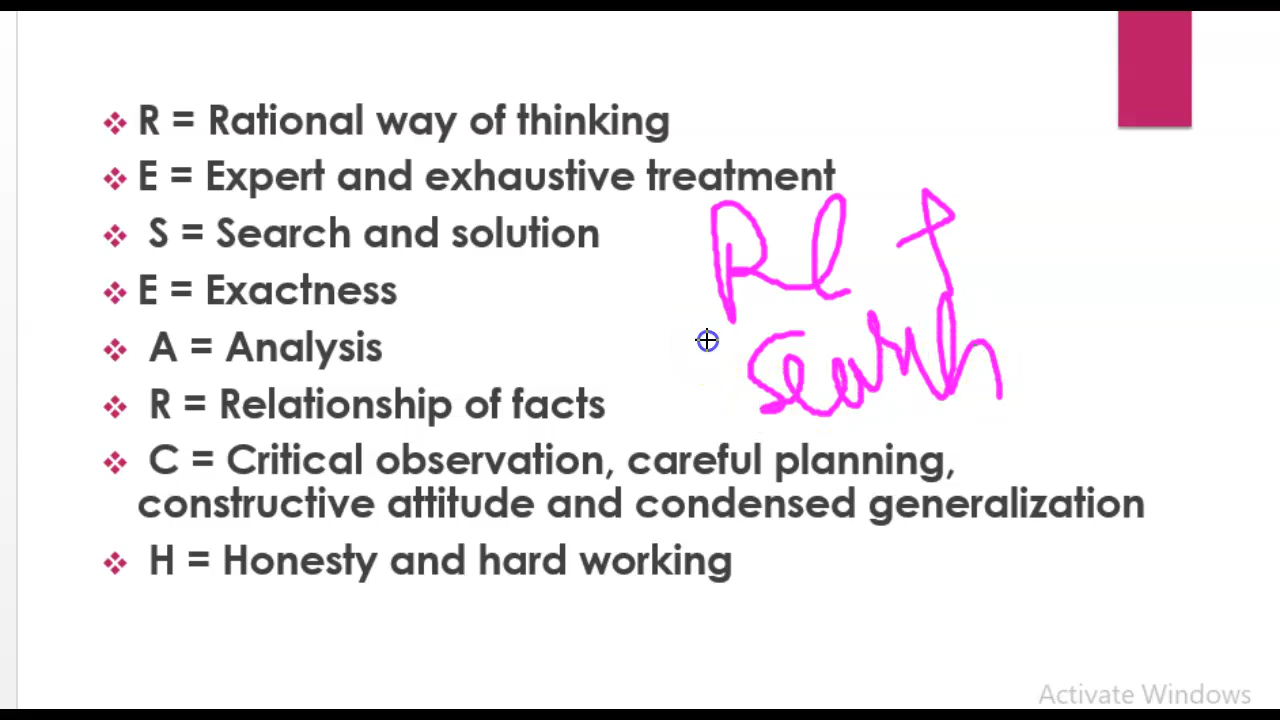 ❖ R = Rational way of thinking
❖ E = Expert and exhaustive treatment
❖ S = Search and solution
❖ E = Exactness
❖ A = Analysis
❖ R = Relationship of facts
❖ C = Critical observation, careful planning,
constructive attitude and condensed generalization
❖ H = Honesty and hard working
Re +
search
Activate Windows